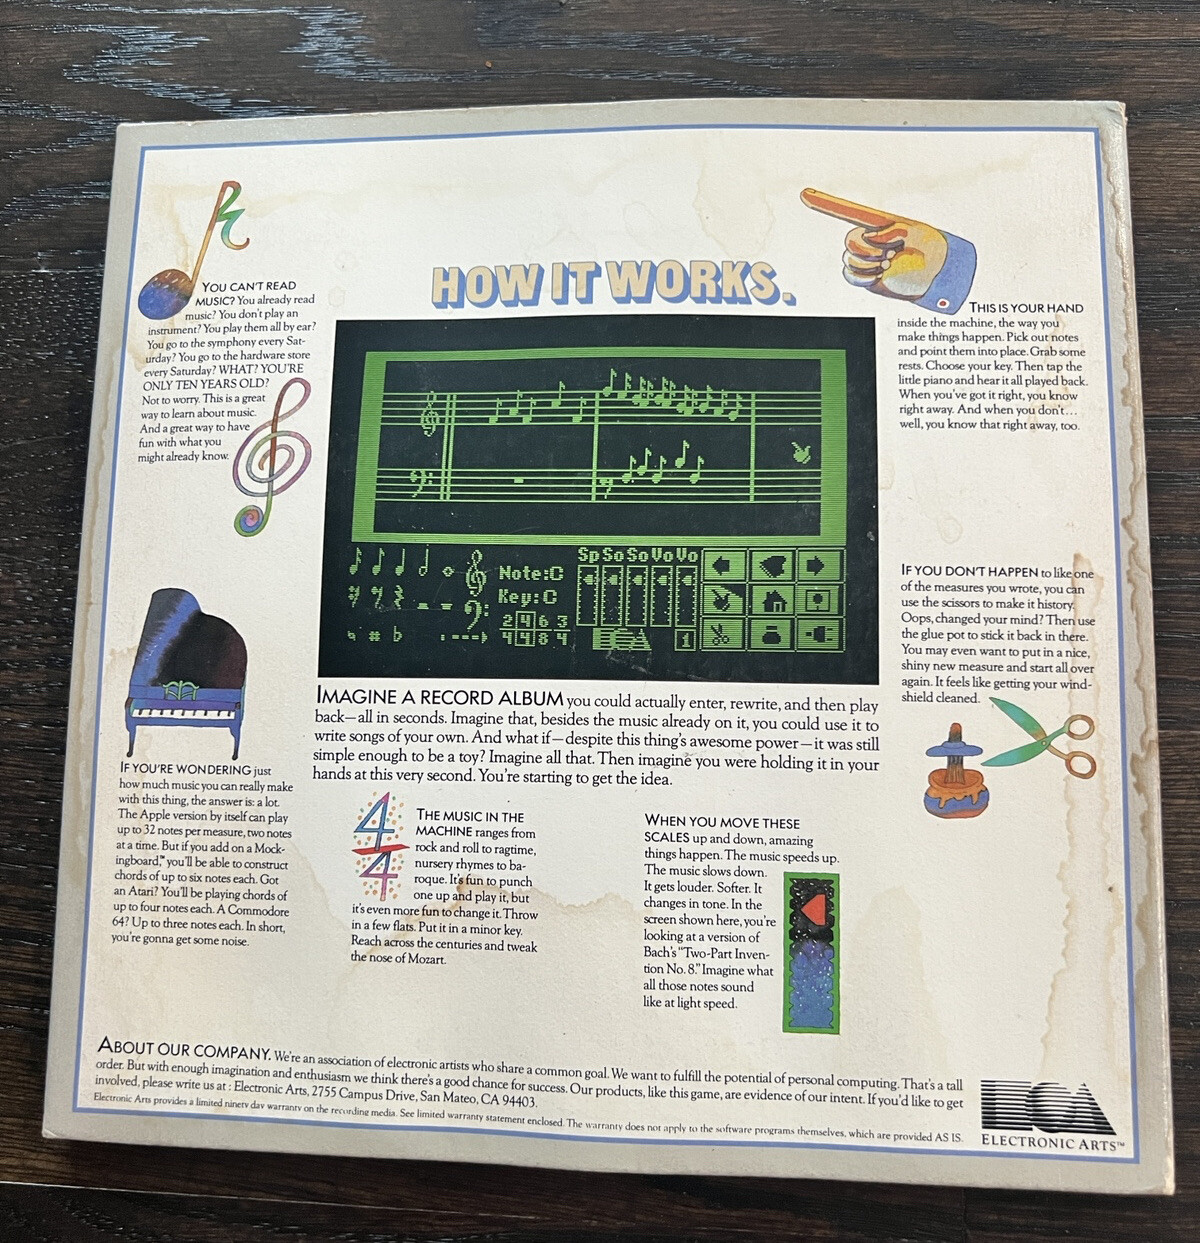 HOW IT WORKS.
YOU CAN'T READ
MUSIC? You already read
music? You don't play an
instrument? You play them all by ear?
You go to the symphony every Sat-
urday? You go to the hardware store
every Saturday? WHAT? YOU'RE
ONLY TEN YEARS OLD?
Not to worry. This is a great
way to learn about music.
And a great way to have
fun with what you
might already know.
THIS IS YOUR HAND
inside the machine, the way you
make things happen. Pick out notes
and point them into place. Grab some
rests. Choose your key. Then tap the
little piano and hear it all played back.
When you've got it right, you know
right away. And when you don't...
well, you know that right away, too.
Sp So So Vo Vo
Note:C
Key:C
2 4 6 3
4 4 8 4
EA
1
IF YOU DON'T HAPPEN to like one
of the measures you wrote, you can
use the scissors to make it history.
Oops, changed your mind? Then use
the glue pot to stick it back in there.
You may even want to put in a nice,
shiny new measure and start all over
again. It feels like getting your wind-
shield cleaned.
IMAGINE A RECORD ALBUM you could actually enter, rewrite, and then play
back—all in seconds. Imagine that, besides the music already on it, you could use it to
write songs of your own. And what if—despite this thing's awesome power—it was still
simple enough to be a toy? Imagine all that. Then imagine you were holding it in your
hands at this very second. You're starting to get the idea.
IF YOU'RE WONDERING just
how much music you can really make
with this thing, the answer is: a lot.
The Apple version by itself can play
up to 32 notes per measure, two notes
at a time. But if you add on a Mock-
ingboard,™ you'll be able to construct
chords of up to six notes each. Got
an Atari? You'll be playing chords of
up to four notes each. A Commodore
64? Up to three notes each. In short,
you're gonna get some noise.
4
4
THE MUSIC IN THE
MACHINE ranges from
rock and roll to ragtime,
nursery rhymes to ba-
roque. It's fun to punch
one up and play it, but
it's even more fun to change it. Throw
in a few flats. Put it in a minor key.
Reach across the centuries and tweak
the nose of Mozart.
WHEN YOU MOVE THESE
SCALES up and down, amazing
things happen. The music speeds up.
The music slows down.
It gets louder. Softer. It
changes in tone. In the
screen shown here, you're
looking at a version of
Bach's "Two-Part Inven-
tion No. 8." Imagine what
all those notes sound
like at light speed.
ABOUT OUR COMPANY. We're an association of electronic artists who share a common goal. We want to fulfill the potential of personal computing. That's a tall
order. But with enough imagination and enthusiasm we think there's a good chance for success. Our products, like this game, are evidence of our intent. If you'd like to get
involved, please write us at : Electronic Arts, 2755 Campus Drive, San Mateo, CA 94403.
Electronic Arts provides a limited ninety day warranty on the recording media. See limited warranty statement enclosed. The warranty does not apply to the software programs themselves, which are provided AS IS.
EA
ELECTRONIC ARTS™